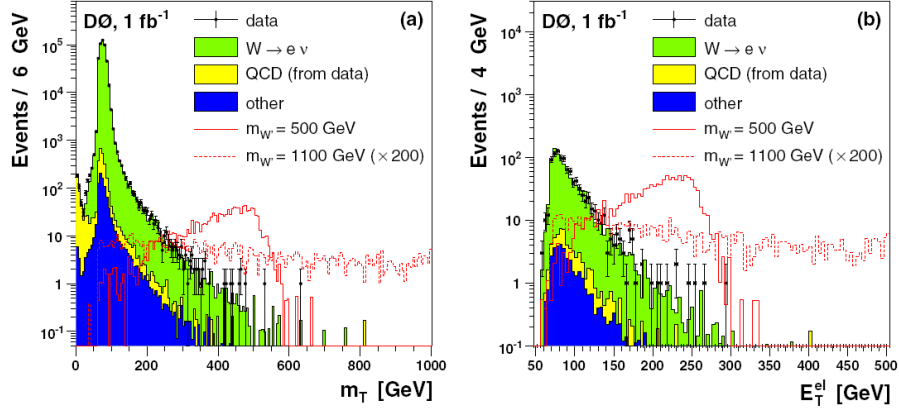 DØ, 1 fb⁻¹
(a)
data
W → e ν
QCD (from data)
other
m_W' = 500 GeV
m_W' = 1100 GeV (×200)
Events / 6 GeV
10⁵
10⁴
10³
10²
10
1
10⁻¹
0 200 400 600 800 1000
m_T [GeV]
DØ, 1 fb⁻¹
(b)
data
W → e ν
QCD (from data)
other
m_W' = 500 GeV
m_W' = 1100 GeV (×200)
Events / 4 GeV
10⁴
10³
10²
10
1
10⁻¹
50 100 150 200 250 300 350 400 450 500
E_T^el [GeV]